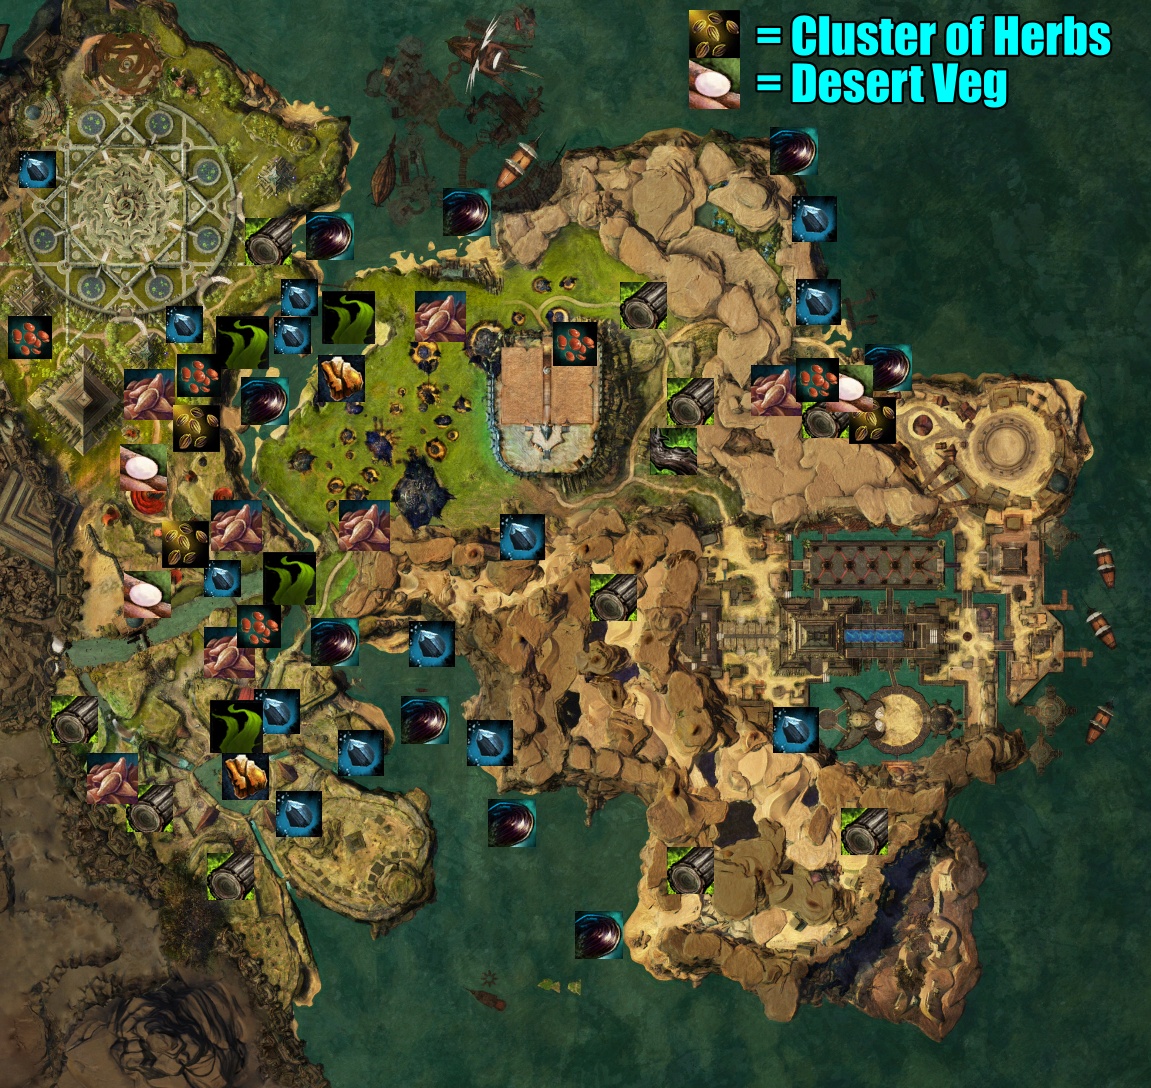 = Cluster of Herbs
= Desert Veg